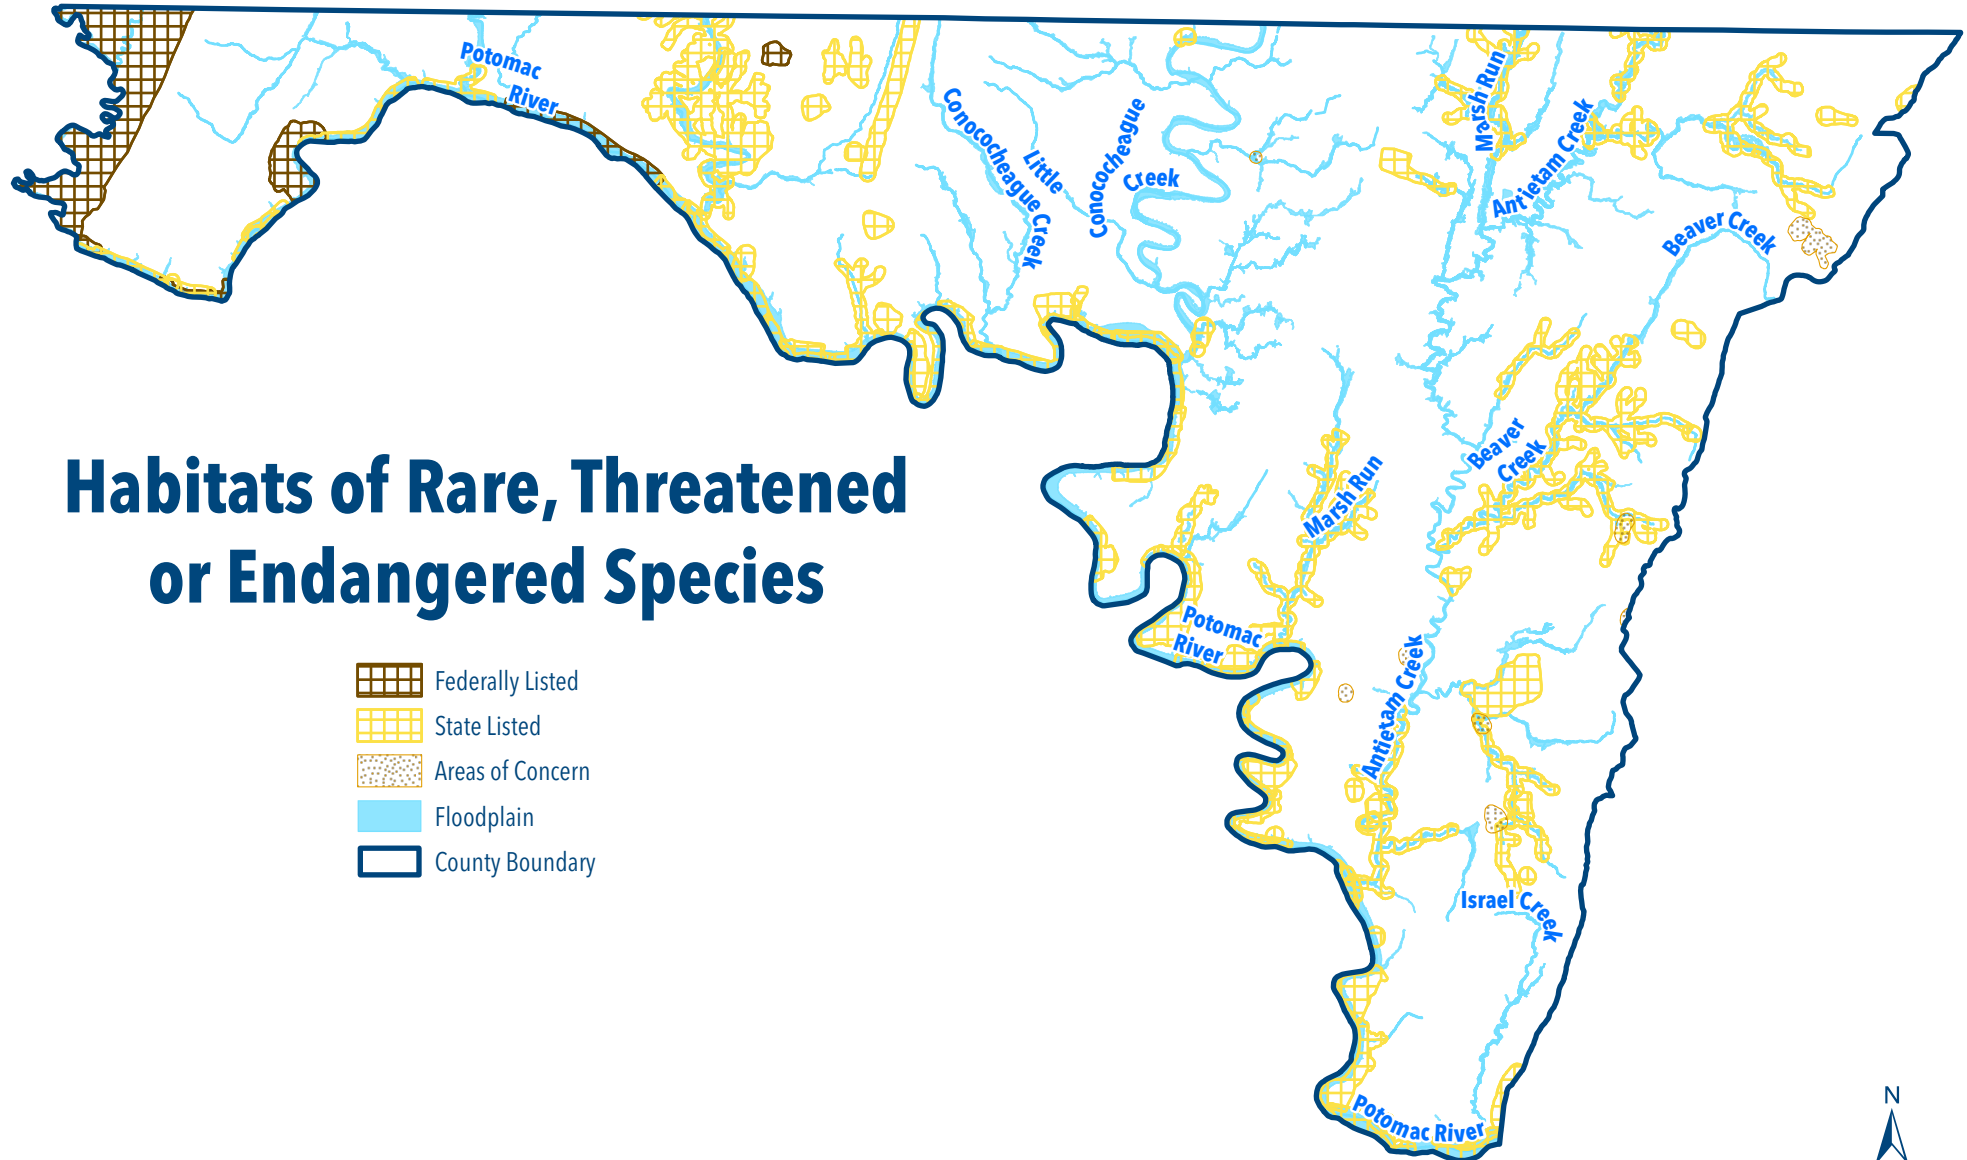 Potomac
River
Conococheague Creek
Little
Conococheague
Creek
Marsh Run
Antietam Creek
Beaver Creek
Habitats of Rare, Threatened
or Endangered Species
Beaver
Creek
Marsh Run
Potomac
River
Antietam Creek
Federally Listed
State Listed
Areas of Concern
Floodplain
County Boundary
Israel Creek
Potomac River
N